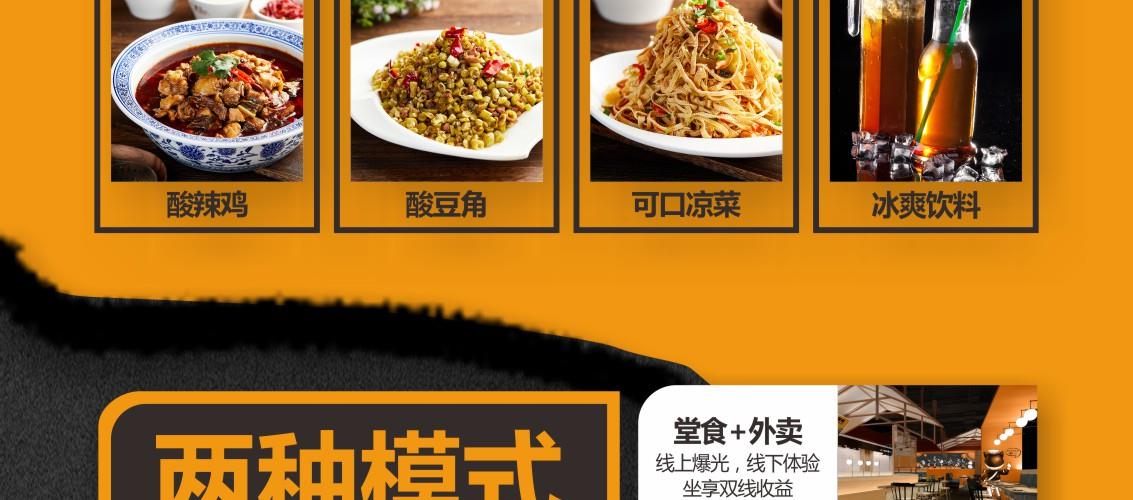 酸辣鸡
酸豆角
可口凉菜
冰爽饮料
两种模式
堂食+外卖
线上爆光，线下体验
坐享双线收益